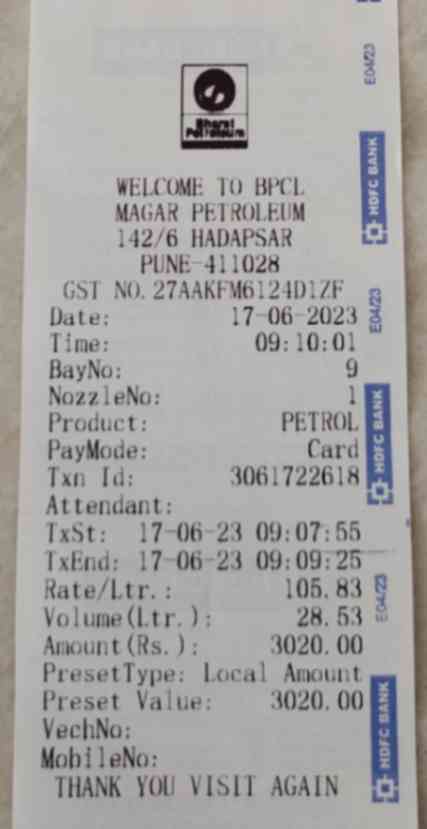 Bharat
Petroleum
WELCOME TO BPCL
MAGAR PETROLEUM
142/6 HADAPSAR
PUNE-411028
GST NO. 27AAKFM6124D1ZF
Date: 17-06-2023
Time: 09:10:01
BayNo: 9
NozzleNo: 1
Product: PETROL
PayMode: Card
Txn Id: 3061722618
Attendant:
TxSt: 17-06-23 09:07:55
TxEnd: 17-06-23 09:09:25
Rate/Ltr.: 105.83
Volume(Ltr.): 28.53
Amount(Rs.): 3020.00
PresetType: Local Amount
Preset Value: 3020.00
VechNo:
MobileNo:
THANK YOU VISIT AGAIN
E04/23
HDFC BANK
E04/23
HDFC BANK
E04/23
HDFC BANK